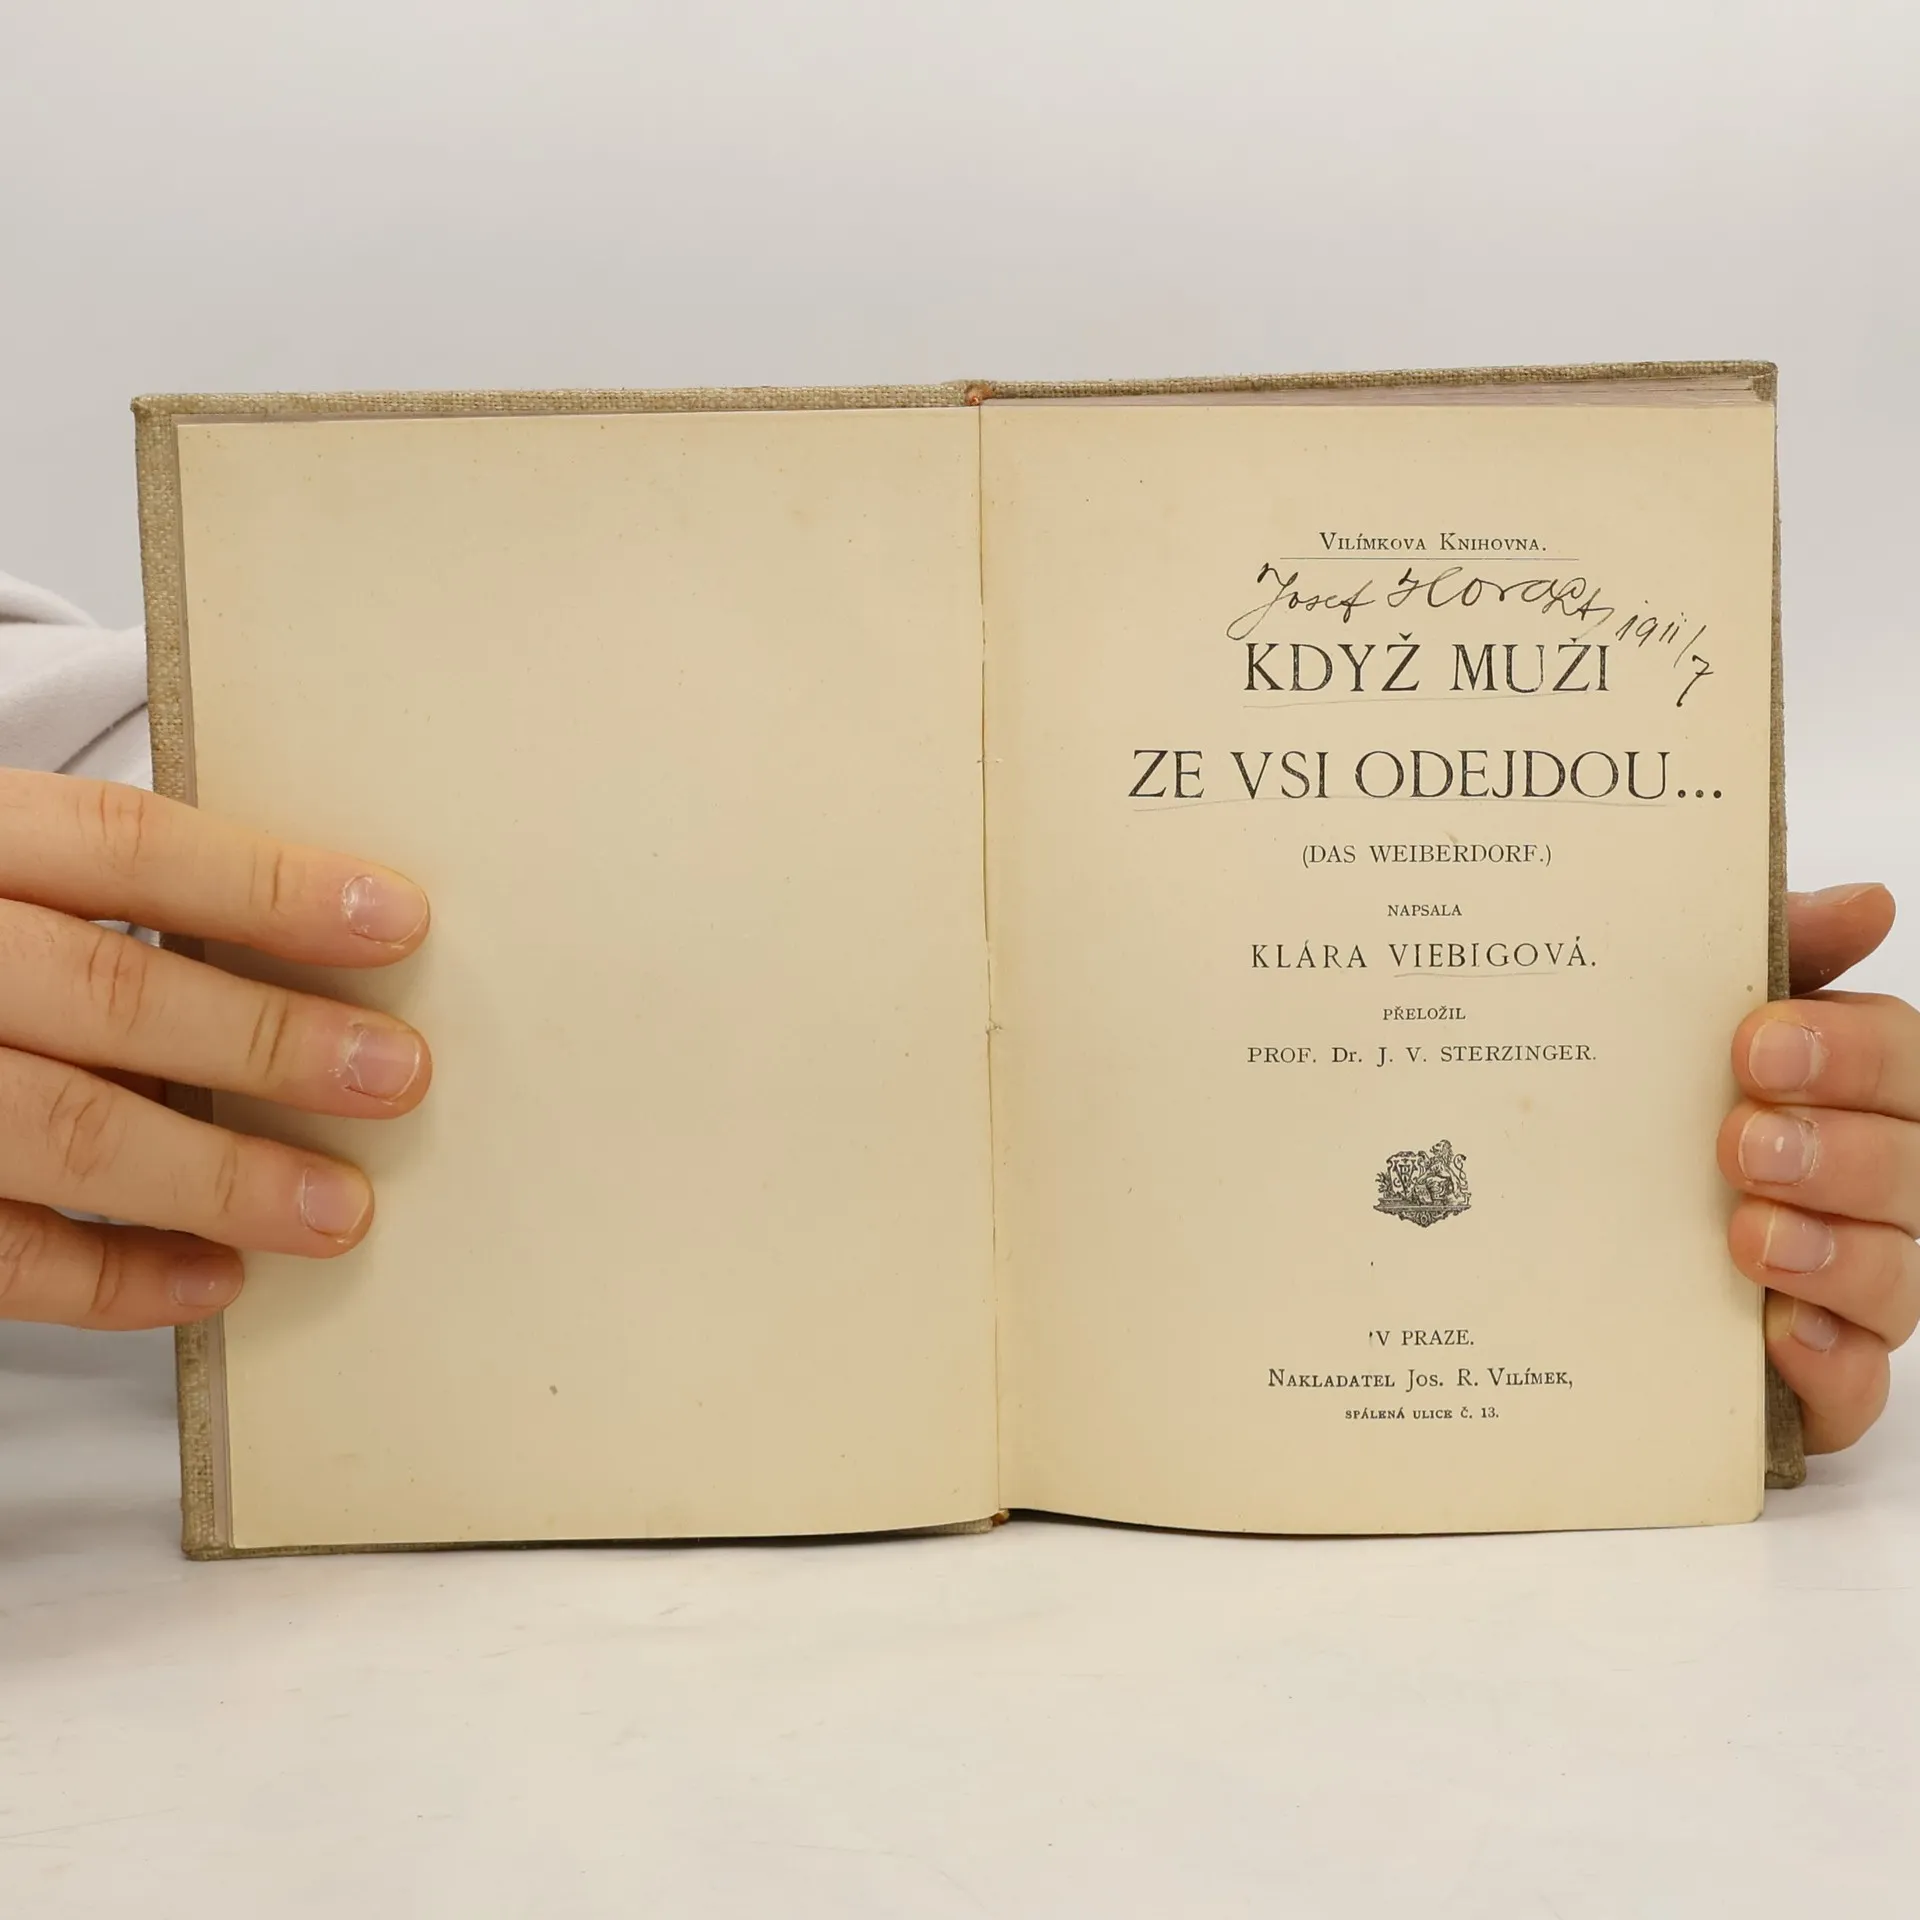 Vilímkova Knihovna.
Josef 1911/7
KDYŽ MUŽI
ZE VSI ODEJDOU...
(DAS WEIBERDORF.)
NAPSALA
KLÁRA VIEBIGOVÁ.
PŘELOŽIL
PROF. Dr. J. V. STERZINGER.
V PRAZE.
Nakladatel Jos. R. Vilímek,
SPÁLENÁ ULICE Č. 13.